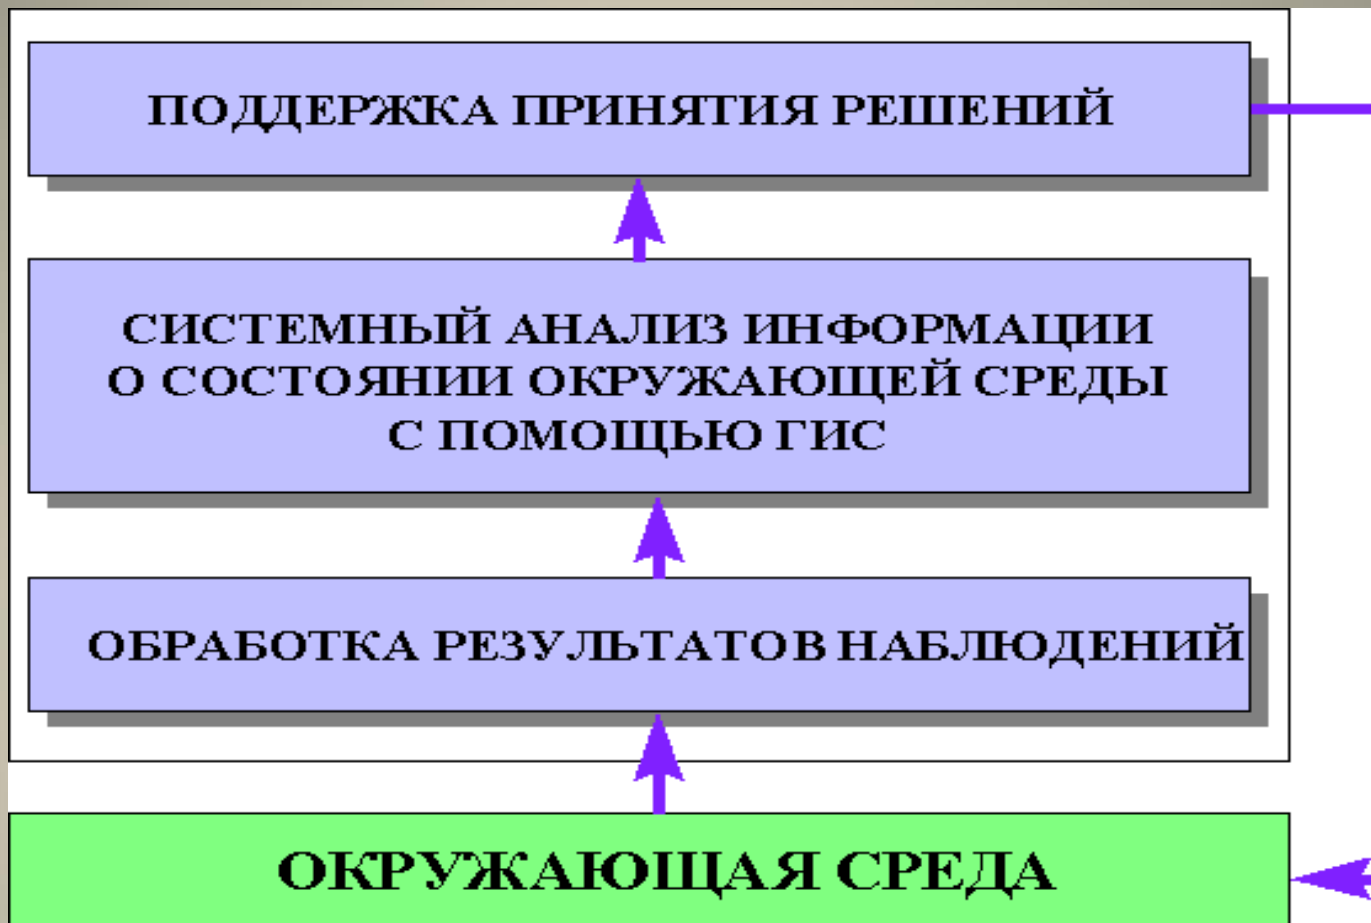 ПОДДЕРЖКА ПРИНЯТИЯ РЕШЕНИЙ
СИСТЕМНЫЙ АНАЛИЗ ИНФОРМАЦИИ
О СОСТОЯНИИ ОКРУЖАЮЩЕЙ СРЕДЫ
С ПОМОЩЬЮ ГИС
ОБРАБОТКА РЕЗУЛЬТАТОВ НАБЛЮДЕНИЙ
ОКРУЖАЮЩАЯ СРЕДА